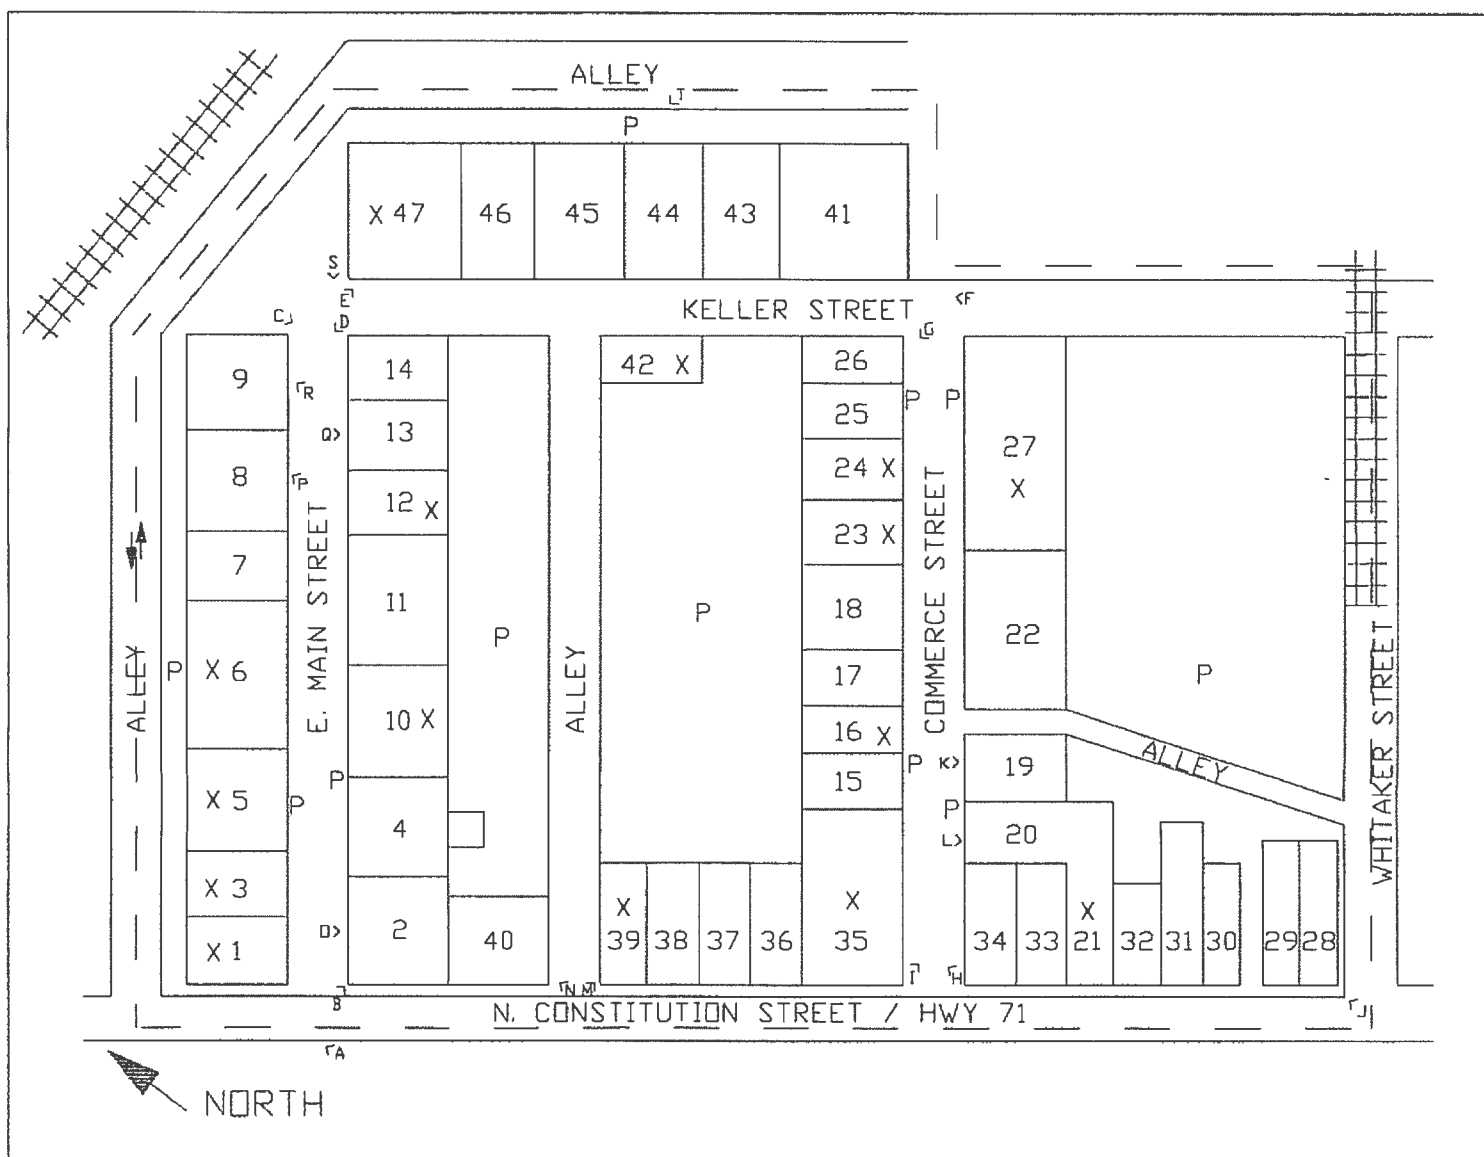 ALLEY
T
P
X 47 46 45 44 43 41
S
E
KELLER STREET
F
C
D
G
9
14
42 X
26
R
P P
25
Q
13
27
X
24 X
8
P
12 X
23 X
7
11
18
22
P
P
ALLEY
P
X 6
E. MAIN STREET
10 X
ALLEY
17
COMMERCE STREET
P
16 X
ALLEY
WHITAKER STREET
X 5
P
P
15
P
K
19
P
4
L
20
X 3
X 1
O
2
40
X
39 38 37 36
X
35
34 33
X
21 32 31 30 29 28
B
N M
I
H
J
N. CONSTITUTION STREET / HWY 71
A
NORTH